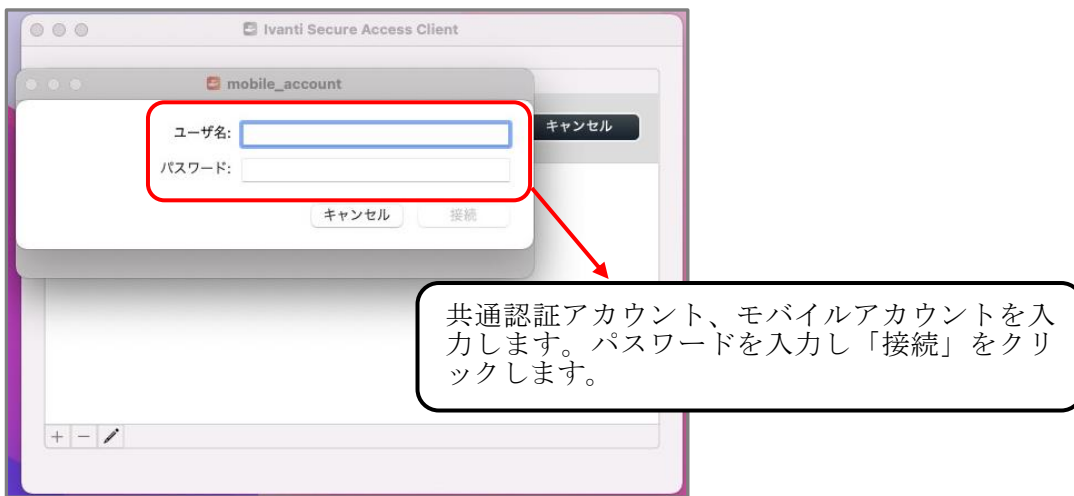 Ivanti Secure Access Client
mobile_account
ユーザ名:
キャンセル
パスワード:
キャンセル
接続
共通認証アカウント、モバイルアカウントを入
力します。パスワードを入力し「接続」をクリ
ックします。